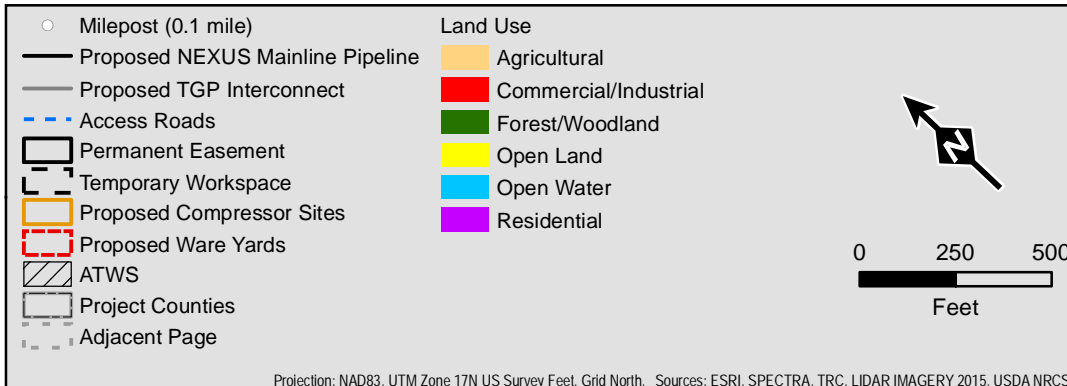 Milepost (0.1 mile)
Proposed NEXUS Mainline Pipeline
Proposed TGP Interconnect
Access Roads
Permanent Easement
Temporary Workspace
Proposed Compressor Sites
Proposed Ware Yards
ATWS
Project Counties
Adjacent Page
Land Use
Agricultural
Commercial/Industrial
Forest/Woodland
Open Land
Open Water
Residential
N
0 250 500
Feet
Projection: NAD83, UTM Zone 17N US Survey Feet, Grid North. Sources: ESRI, SPECTRA, TRC, LIDAR IMAGERY 2015, USDA NRCS